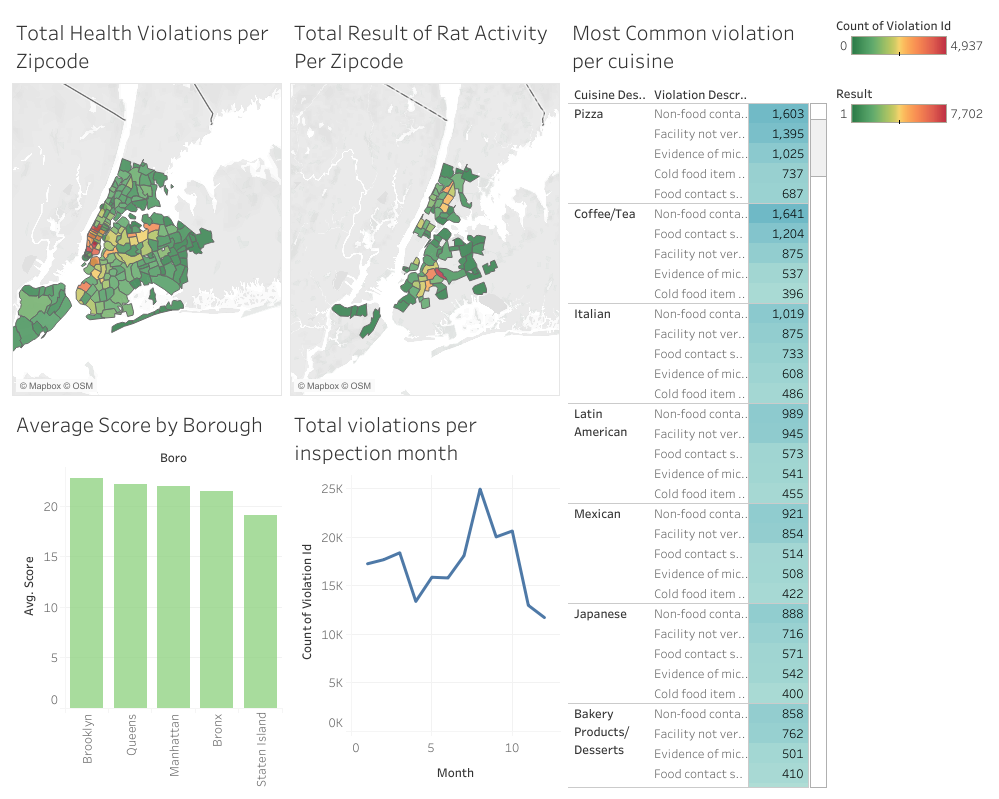 Total Health Violations per
Zipcode
© Mapbox © OSM
Total Result of Rat Activity
Per Zipcode
© Mapbox © OSM
Average Score by Borough
Boro
Avg. Score
20
15
10
5
0
Brooklyn
Queens
Manhattan
Bronx
Staten Island
Total violations per
inspection month
Count of Violation Id
25K
20K
15K
10K
5K
0K
0
5
10
Month
Most Common violation
per cuisine
Cuisine Des.. Violation Descr..
Pizza Non-food conta.. 1,603
Facility not ver.. 1,395
Evidence of mic.. 1,025
Cold food item .. 737
Food contact s.. 687
Coffee/Tea Non-food conta.. 1,641
Food contact s.. 1,204
Facility not ver.. 875
Evidence of mic.. 537
Cold food item .. 396
Italian Non-food conta.. 1,019
Facility not ver.. 875
Food contact s.. 733
Evidence of mic.. 608
Cold food item .. 486
Latin Non-food conta.. 989
American Facility not ver.. 945
Food contact s.. 573
Evidence of mic.. 541
Cold food item .. 455
Mexican Non-food conta.. 921
Facility not ver.. 854
Food contact s.. 514
Evidence of mic.. 508
Cold food item .. 422
Japanese Non-food conta.. 888
Facility not ver.. 716
Food contact s.. 571
Evidence of mic.. 542
Cold food item .. 400
Bakery Non-food conta.. 858
Products/ Facility not ver.. 762
Desserts Evidence of mic.. 501
Food contact s.. 410
Count of Violation Id
0 4,937
Result
1 7,702